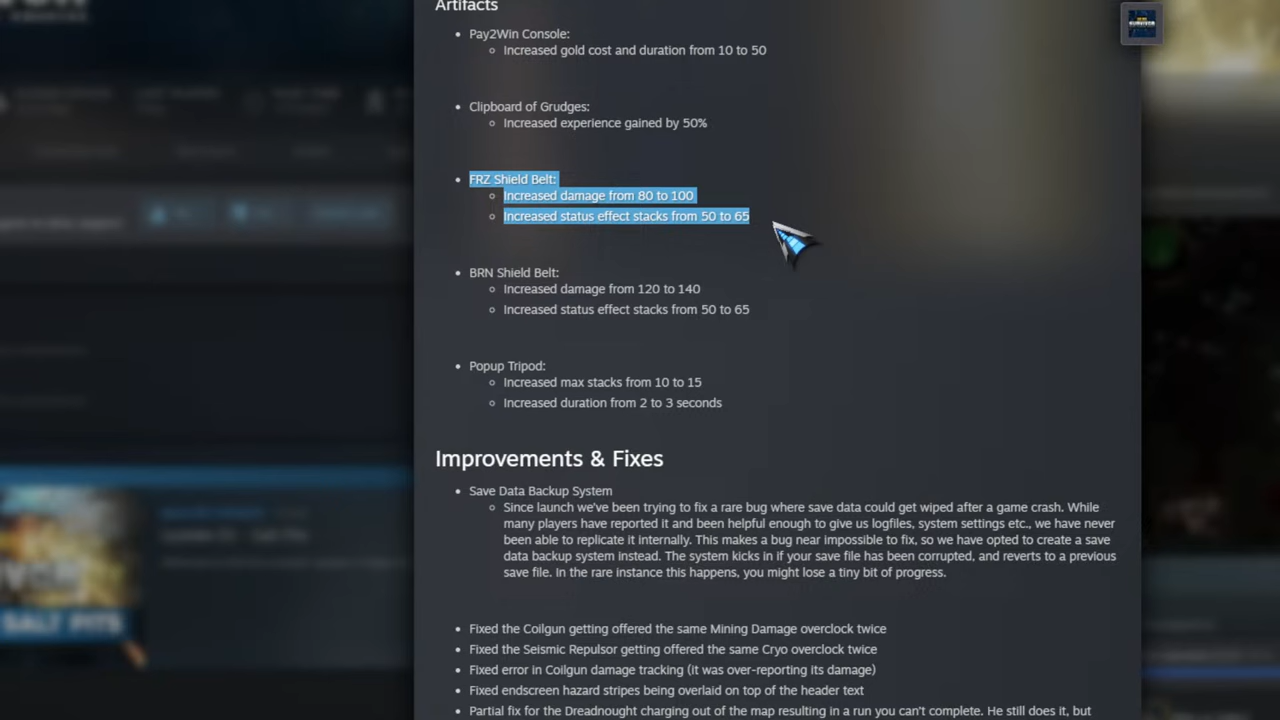 Artifacts
Pay2Win Console:
Increased gold cost and duration from 10 to 50
Clipboard of Grudges:
Increased experience gained by 50%
FRZ Shield Belt:
Increased damage from 80 to 100
Increased status effect stacks from 50 to 65
BRN Shield Belt:
Increased damage from 120 to 140
Increased status effect stacks from 50 to 65
Popup Tripod:
Increased max stacks from 10 to 15
Increased duration from 2 to 3 seconds
Improvements & Fixes
Save Data Backup System
Since launch we've been trying to fix a rare bug where save data could get wiped after a game crash. While
many players have reported it and been helpful enough to give us logfiles, system settings etc., we have never
been able to replicate it internally. This makes a bug near impossible to fix, so we have opted to create a save
data backup system instead. The system kicks in if your save file has been corrupted, and reverts to a previous
save file. In the rare instance this happens, you might lose a tiny bit of progress.
Fixed the Coilgun getting offered the same Mining Damage overclock twice
Fixed the Seismic Repulsor getting offered the same Cryo overclock twice
Fixed error in Coilgun damage tracking (it was over-reporting its damage)
Fixed endscreen hazard stripes being overlaid on top of the header text
Partial fix for the Dreadnought charging out of the map resulting in a run you can't complete. He still does it, but
SALT PITS